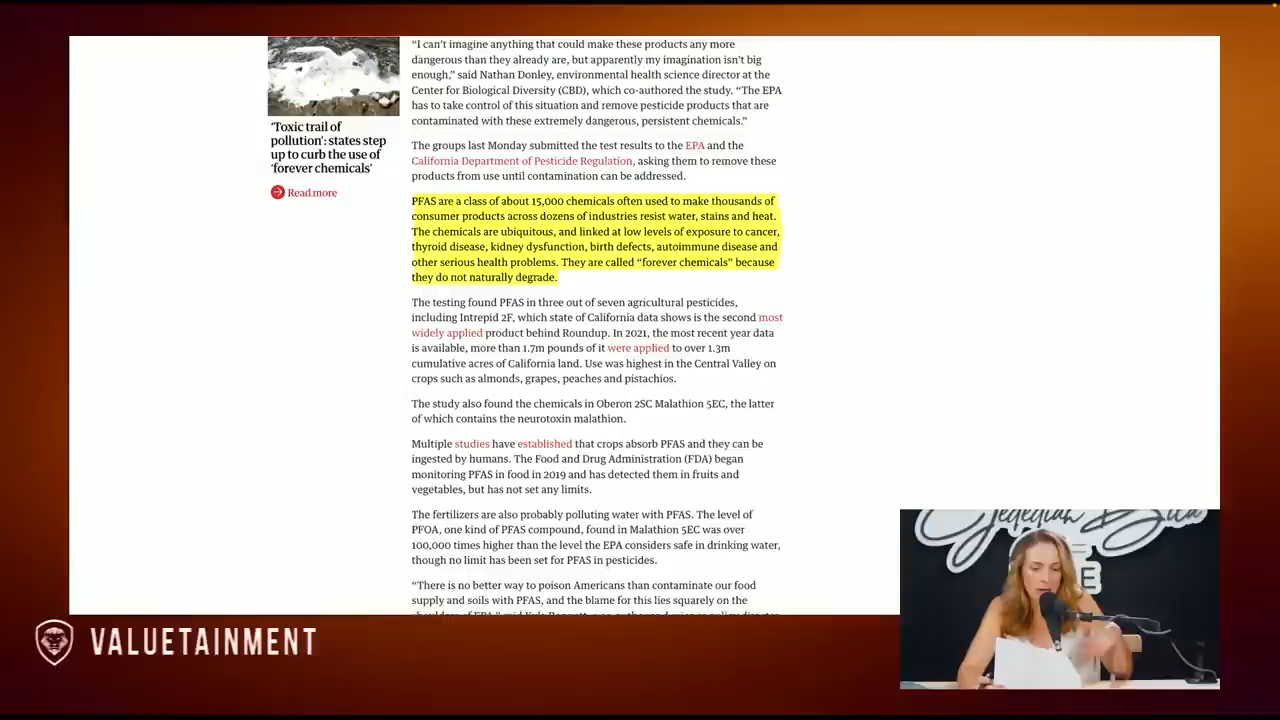 “I can’t imagine anything that could make these products any more
dangerous than they already are, but apparently my imagination isn’t big
enough,” said Nathan Donley, environmental health science director at the
Center for Biological Diversity (CBD), which co-authored the study. “The EPA
has to take control of this situation and remove pesticide products that are
contaminated with these extremely dangerous, persistent chemicals.”
‘Toxic trail of
pollution’: states step
up to curb the use of
‘forever chemicals’
Read more
The groups last Monday submitted the test results to the EPA and the
California Department of Pesticide Regulation, asking them to remove these
products from use until contamination can be addressed.
PFAS are a class of about 15,000 chemicals often used to make thousands of
consumer products across dozens of industries resist water, stains and heat.
The chemicals are ubiquitous, and linked at low levels of exposure to cancer,
thyroid disease, kidney dysfunction, birth defects, autoimmune disease and
other serious health problems. They are called “forever chemicals” because
they do not naturally degrade.
The testing found PFAS in three out of seven agricultural pesticides,
including Intrepid 2F, which state of California data shows is the second most
widely applied product behind Roundup. In 2021, the most recent year data
is available, more than 1.7m pounds of it were applied to over 1.3m
cumulative acres of California land. Use was highest in the Central Valley on
crops such as almonds, grapes, peaches and pistachios.
The study also found the chemicals in Oberon 2SC Malathion 5EC, the latter
of which contains the neurotoxin malathion.
Multiple studies have established that crops absorb PFAS and they can be
ingested by humans. The Food and Drug Administration (FDA) began
monitoring PFAS in food in 2019 and has detected them in fruits and
vegetables, but has not set any limits.
The fertilizers are also probably polluting water with PFAS. The level of
PFOA, one kind of PFAS compound, found in Malathion 5EC was over
100,000 times higher than the level the EPA considers safe in drinking water,
though no limit has been set for PFAS in pesticides.
“There is no better way to poison Americans than contaminate our food
supply and soils with PFAS, and the blame for this lies squarely on the
Jedediah Bila
VALUETAINMENT